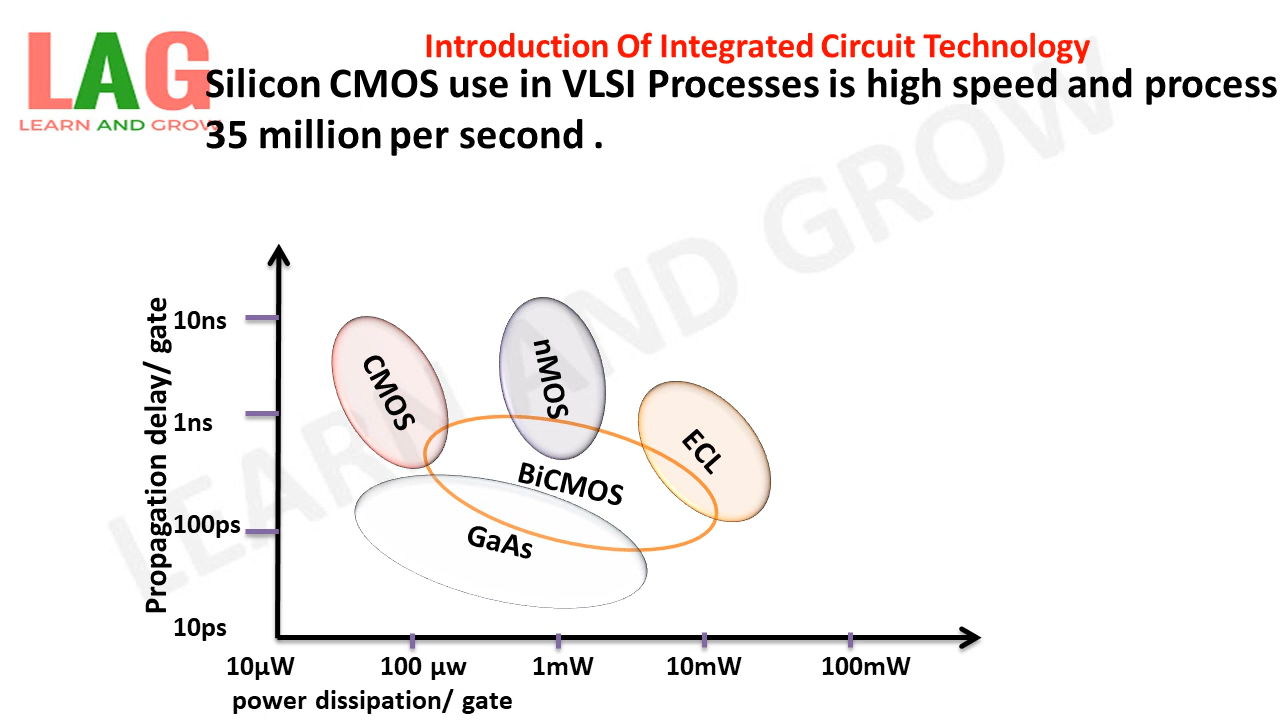 LAG
LEARN AND GROW
Introduction Of Integrated Circuit Technology
Silicon CMOS use in VLSI Processes is high speed and process
35 million per second .
LEARN AND GROW
Propagation delay/ gate
10ns
1ns
100ps
10ps
CMOS
nMOS
ECL
BiCMOS
GaAs
10µW 100 µw 1mW 10mW 100mW
power dissipation/ gate